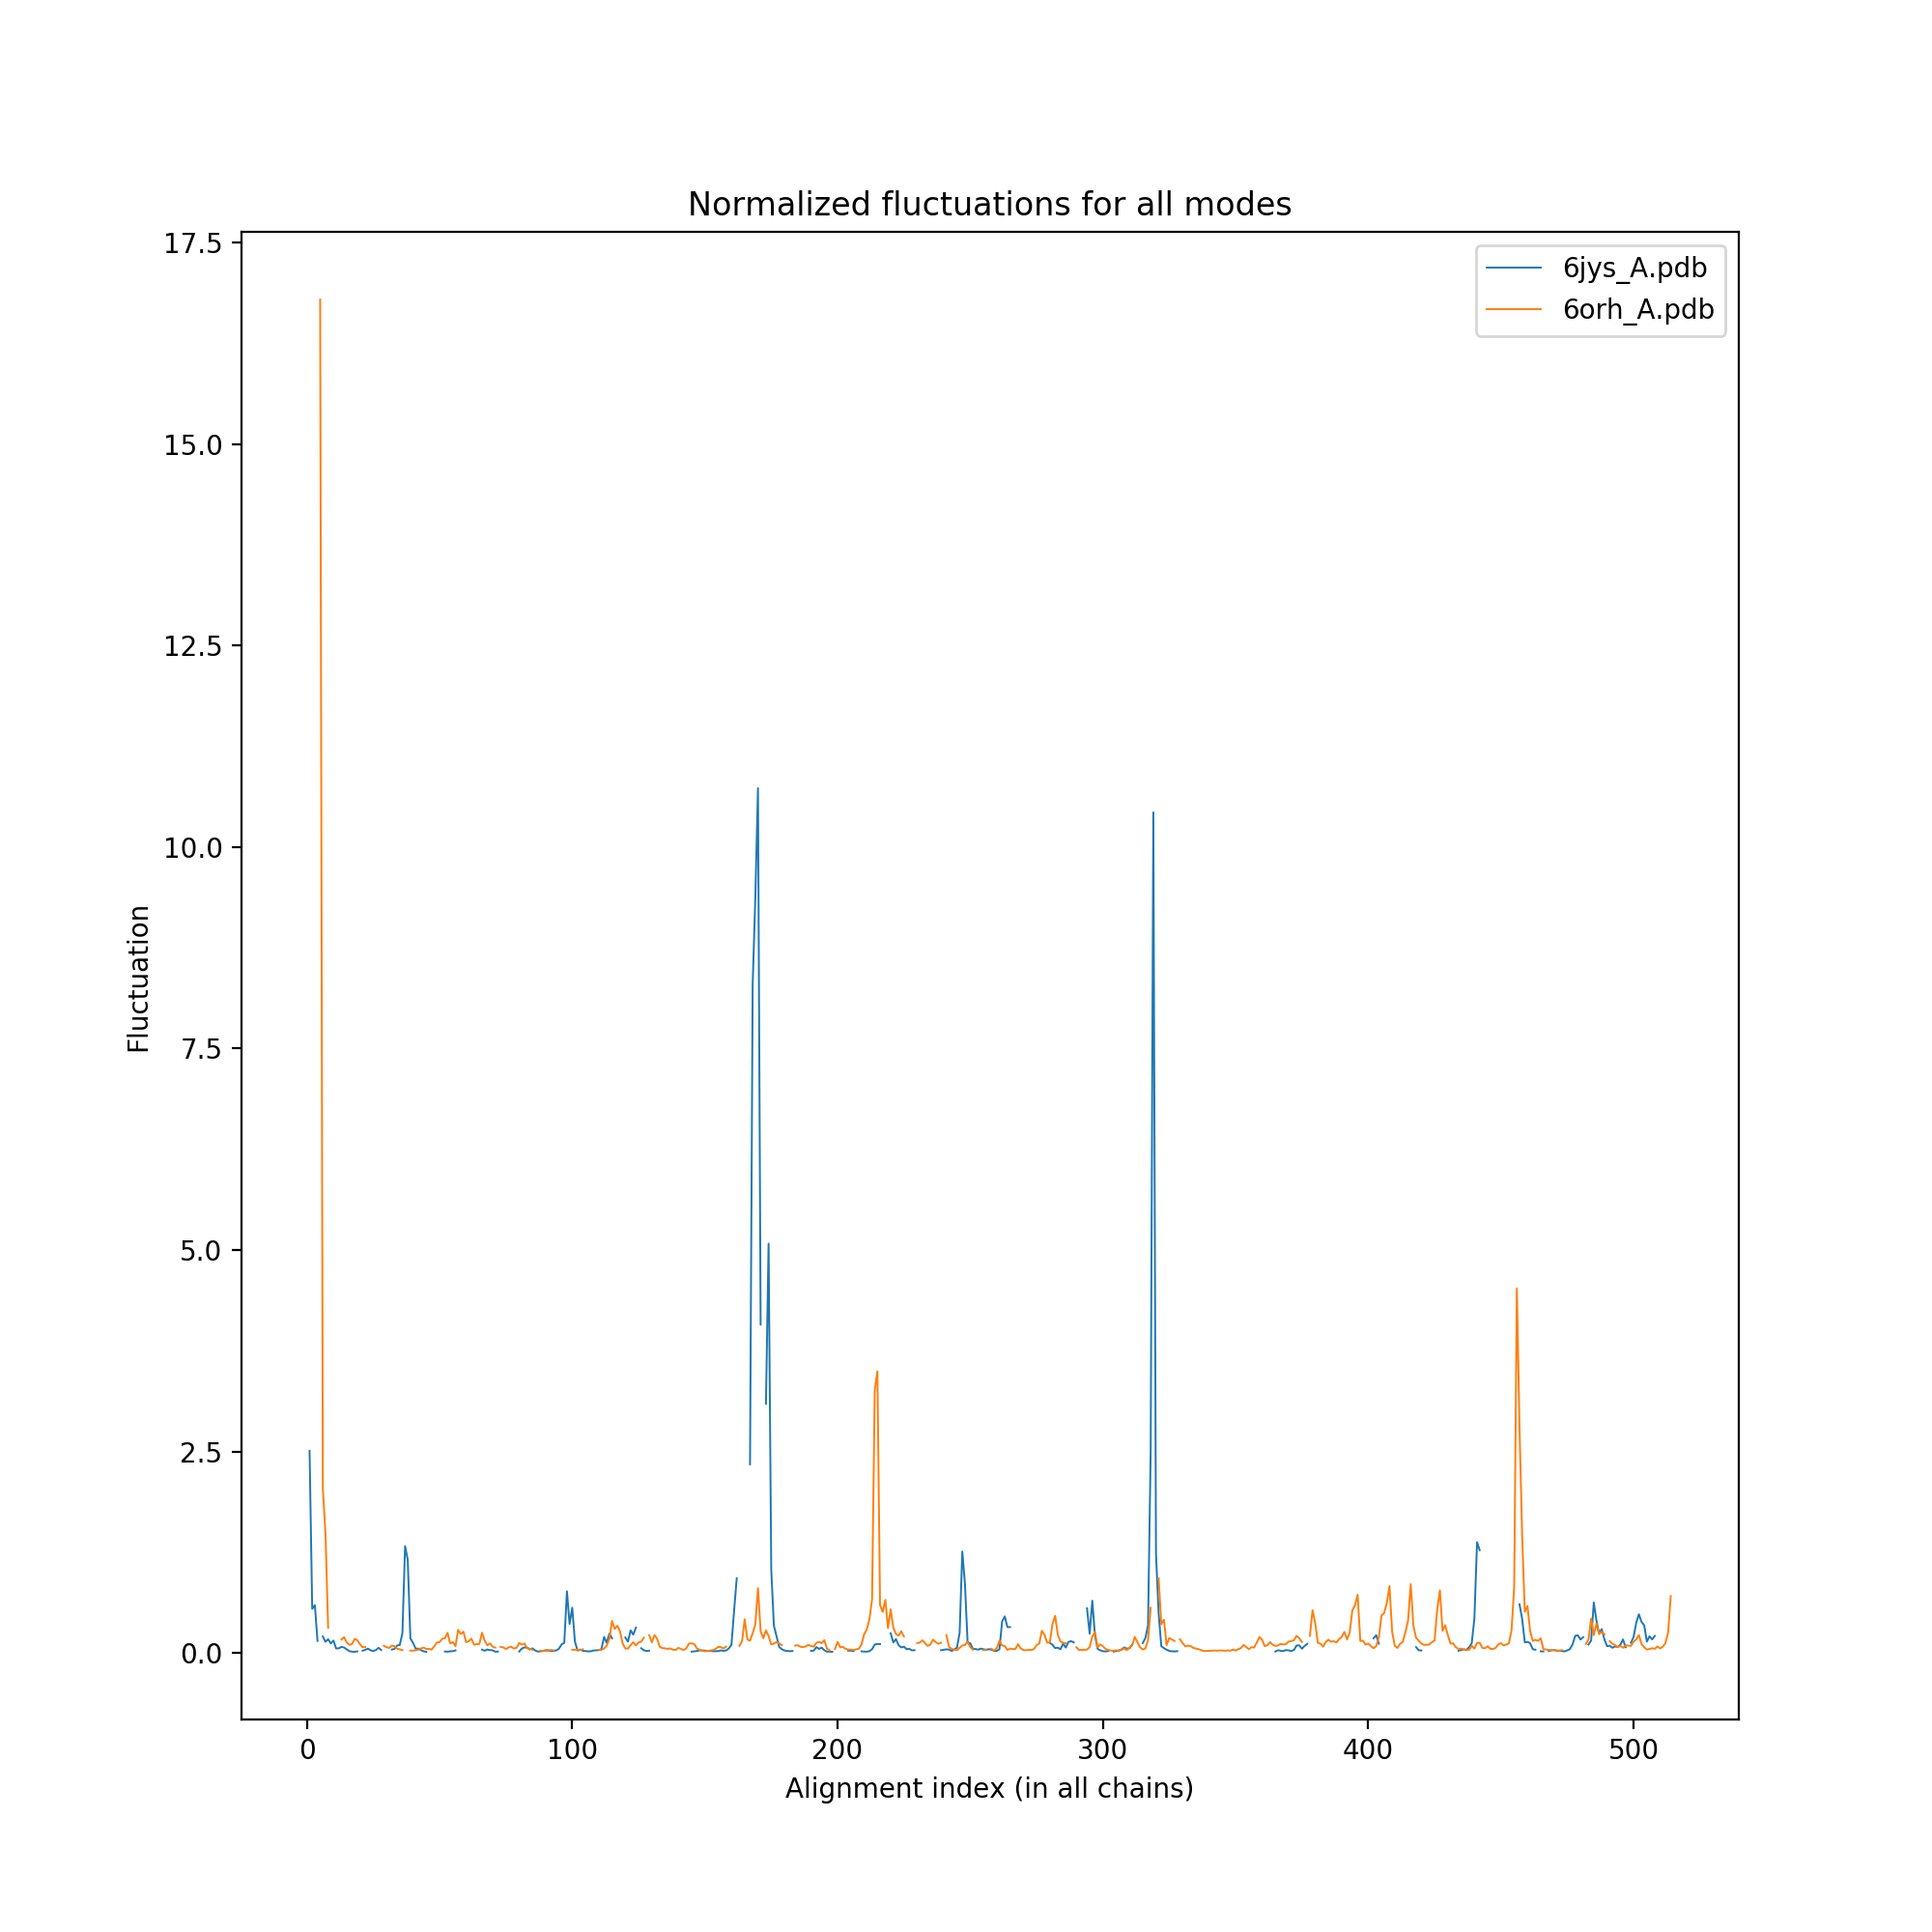 Normalized fluctuations for all modes
17.5
15.0
12.5
10.0
7.5
5.0
2.5
0.0
Fluctuation
6jys_A.pdb
6orh_A.pdb
0 100 200 300 400 500
Alignment index (in all chains)